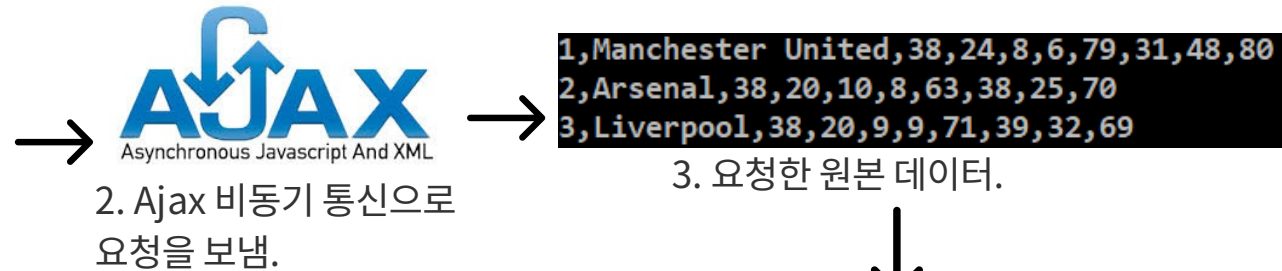 AJAX
Asynchronous Javascript And XML
2. Ajax 비동기 통신으로
요청을 보냄.
1,Manchester United,38,24,8,6,79,31,48,80
2,Arsenal,38,20,10,8,63,38,25,70
3,Liverpool,38,20,9,9,71,39,32,69
3. 요청한 원본 데이터.